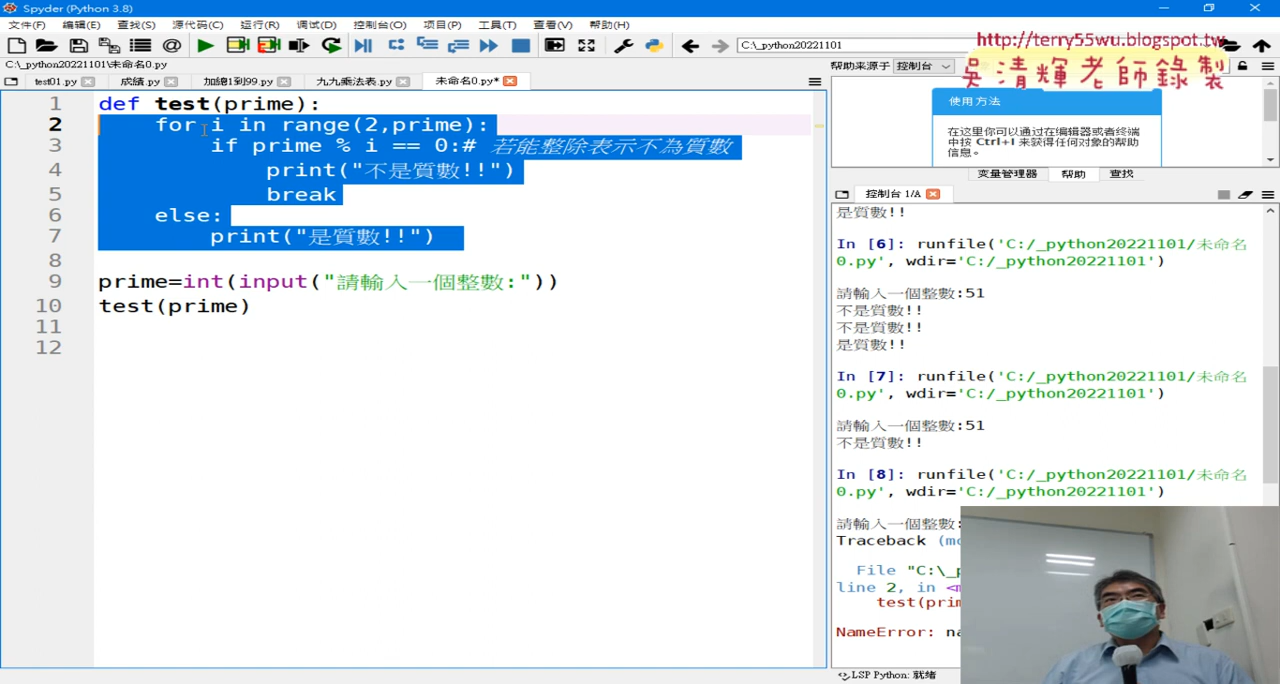 Spyder (Python 3.8)
文件(F) 编辑(E) 查找(S) 源代码(C) 运行(R) 调试(D) 控制台(O) 项目(P) 工具(T) 查看(V) 帮助(H)
C:\_python20221101
http://terry55wu.blogspot.tw
吳清輝老師錄製
C:\_python20221101\未命名0.py
test01.py 成績.py 加總1到99.py 九九乘法表.py 未命名0.py*
帮助来源于 控制台
1 def test(prime):
2 for i in range(2,prime):
3 if prime % i == 0:# 若能整除表示不為質數
4 print("不是質數!!")
5 break
6 else:
7 print("是質數!!")
8
9 prime=int(input("請輸入一個整數:"))
10 test(prime)
11
12
使用方法
在这里你可以通过在编辑器或者终端
中按 Ctrl+I 来获得任何对象的帮助
信息。
变量管理器 帮助 查找
控制台 1/A
是質數!!
In [6]: runfile('C:/_python20221101/未命名
0.py', wdir='C:/_python20221101')
請輸入一個整數:51
不是質數!!
不是質數!!
是質數!!
In [7]: runfile('C:/_python20221101/未命名
0.py', wdir='C:/_python20221101')
請輸入一個整數:51
不是質數!!
In [8]: runfile('C:/_python20221101/未命名
0.py', wdir='C:/_python20221101')
請輸入一個整數:
Traceback (mo
File "C:\_p
line 2, in <m
test(prim
NameError: na
LSP Python: 就绪